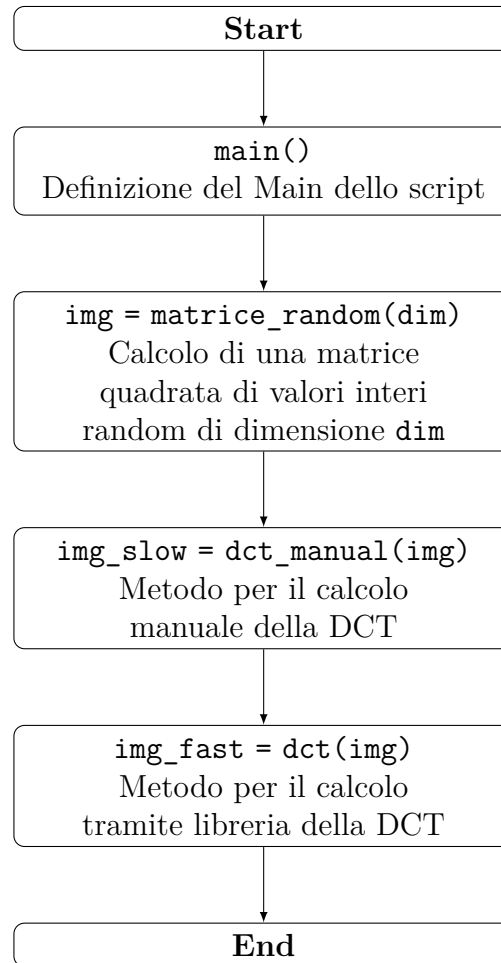 Start
main()
Definizione del Main dello script
img = matrice_random(dim)
Calcolo di una matrice
quadrata di valori interi
random di dimensione dim
img_slow = dct_manual(img)
Metodo per il calcolo
manuale della DCT
img_fast = dct(img)
Metodo per il calcolo
tramite libreria della DCT
End